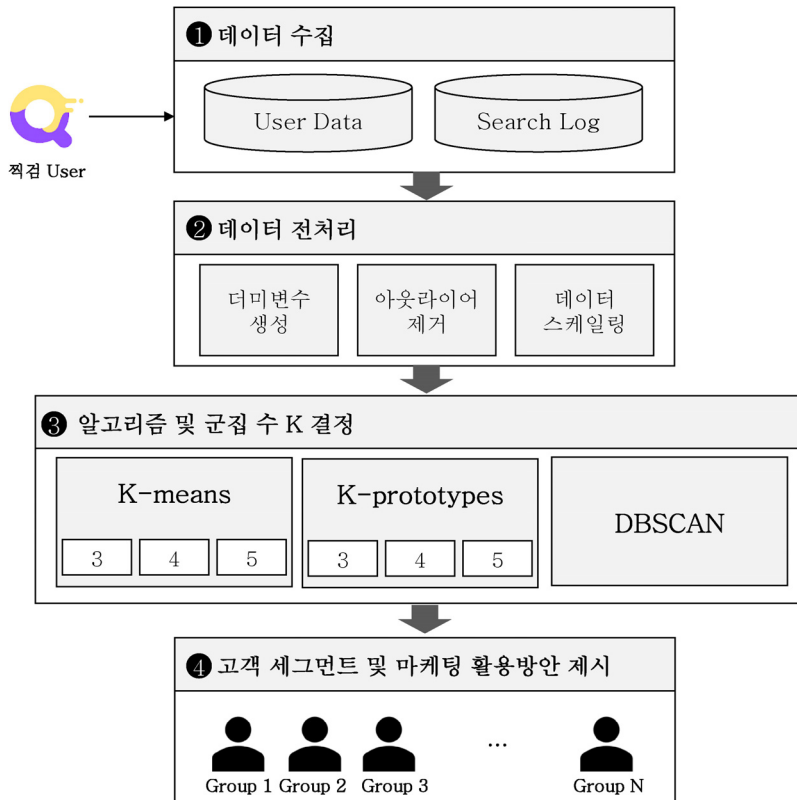 ❶ 데이터 수집
User Data
Search Log
찍검 User
❷ 데이터 전처리
더미변수
생성
아웃라이어
제거
데이터
스케일링
❸ 알고리즘 및 군집 수 K 결정
K-means
3 4 5
K-prototypes
3 4 5
DBSCAN
❹ 고객 세그먼트 및 마케팅 활용방안 제시
...
Group 1 Group 2 Group 3 Group N